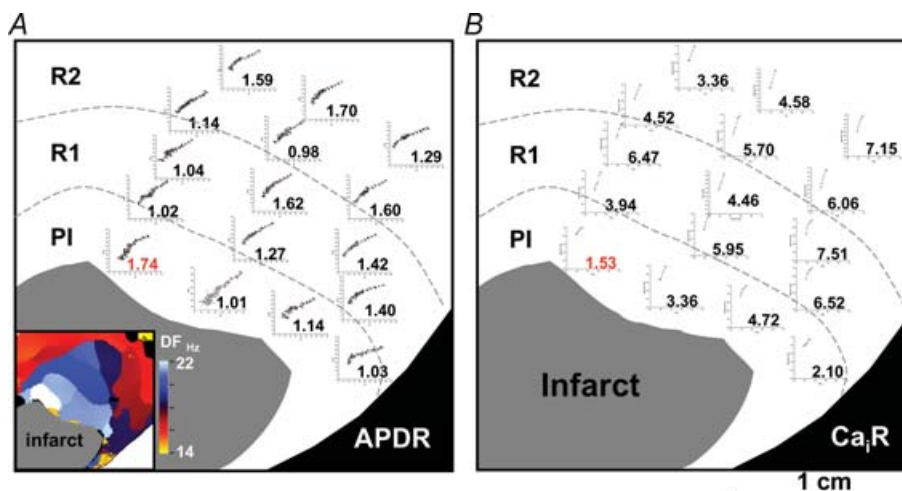 A
B
R2
1.59
1.70
1.14
R1
0.98
1.29
1.04
1.02
1.62
1.60
PI
1.27
1.42
1.74
1.01
1.14
1.40
1.03
DF Hz
22
14
infarct
APDR
R2
3.36
4.58
4.52
R1
6.47
5.70
7.15
3.94
4.46
6.06
PI
5.95
7.51
1.53
3.36
4.72
6.52
2.10
Infarct
CaiR
1 cm